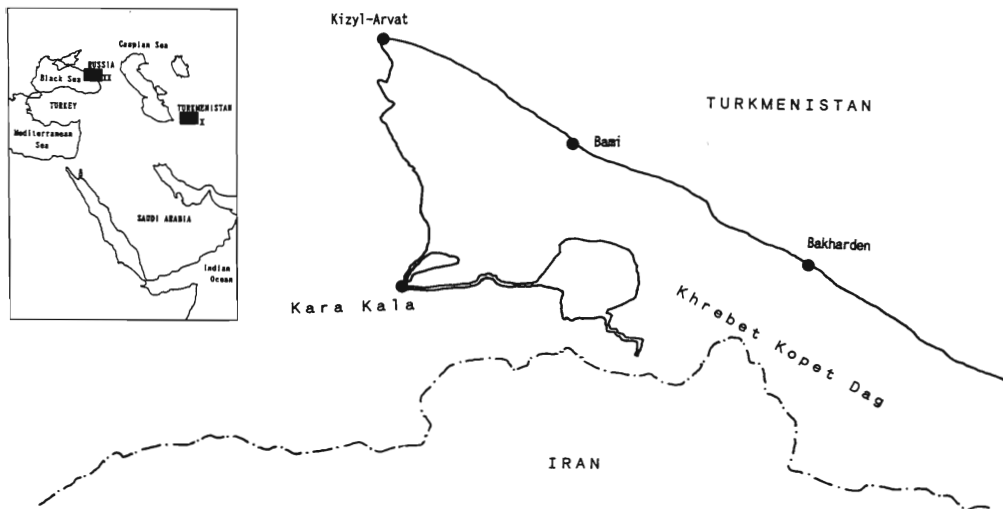 Caspian Sea
RUSSIA
XX
Black Sea
TURKEY
TURKMENISTAN
X
Mediterranean
Sea
SAUDI ARABIA
Indian
Ocean
Kizyl-Arvat
TURKMENISTAN
Bami
Bakharden
Kara Kala
Khrebet Kopet Dag
IRAN